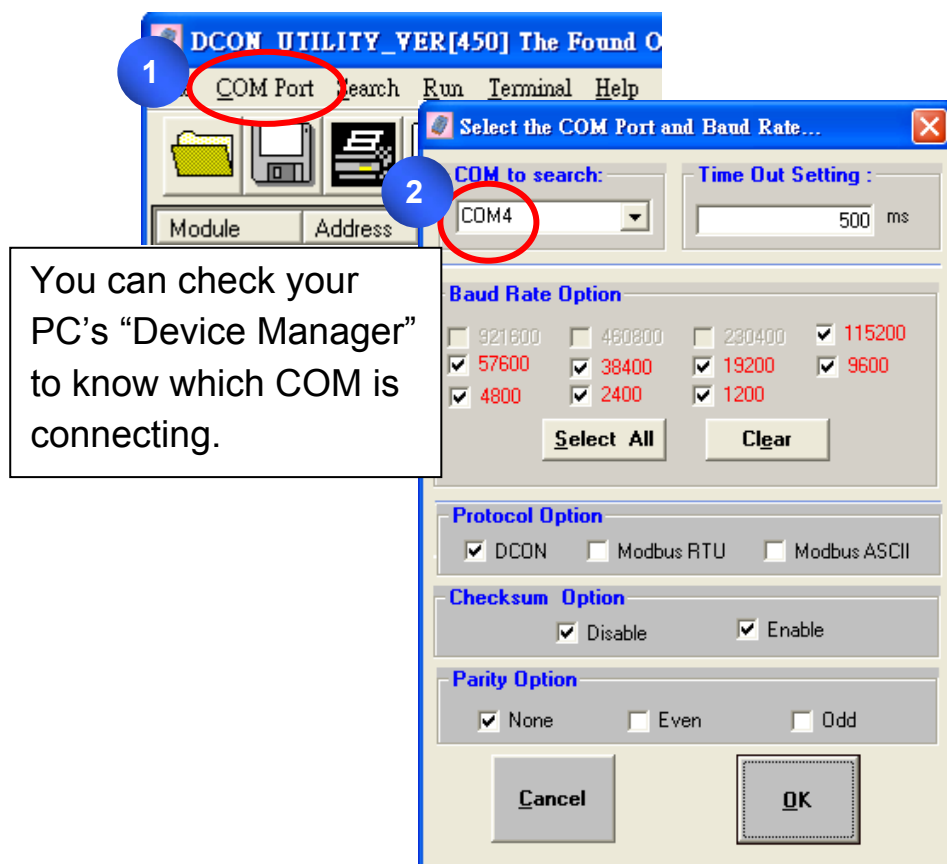 DCON_UTILITY_VER[450] The Found O
1
COM Port Search Run Terminal Help
Select the COM Port and Baud Rate...
2
COM to search:
Time Out Setting :
COM4
500 ms
Module Address
You can check your
PC’s “Device Manager”
to know which COM is
connecting.
Baud Rate Option
921600 460800 230400 115200
57600 38400 19200 9600
4800 2400 1200
Select All Clear
Protocol Option
DCON Modbus RTU Modbus ASCII
Checksum Option
Disable Enable
Parity Option
None Even Odd
Cancel OK